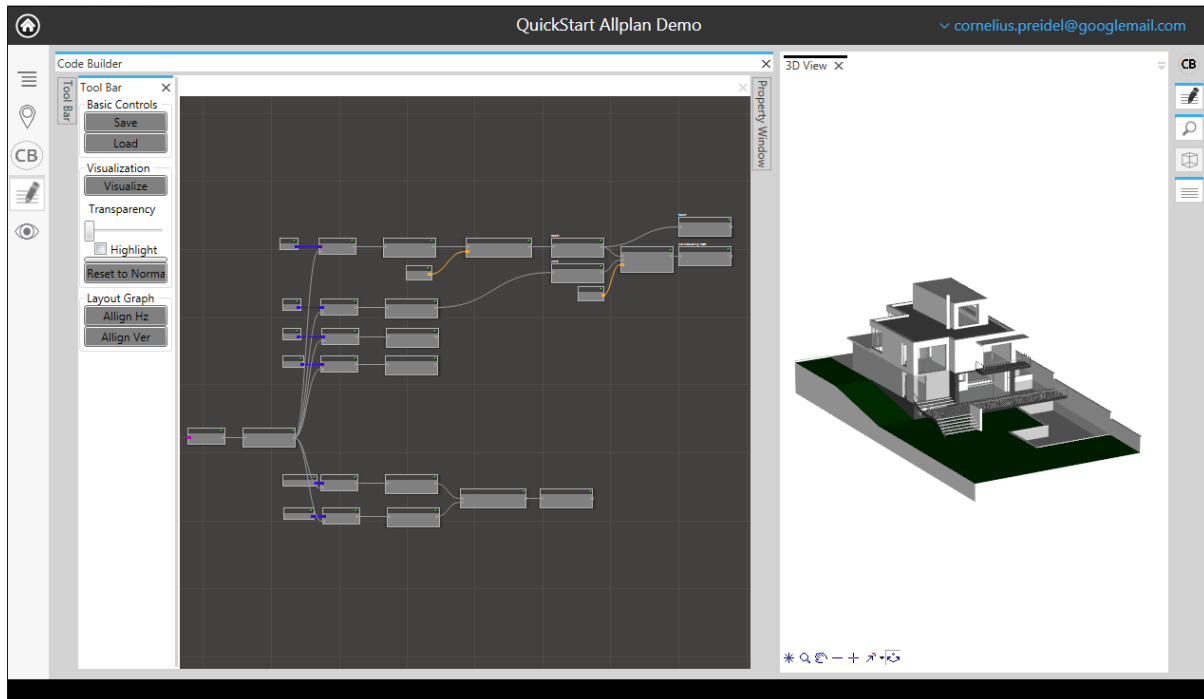 QuickStart Allplan Demo
cornelius.preidel@googlemail.com
Code Builder
3D View
CB
Tool Bar
Tool Bar
Basic Controls
Save
Load
Property Window
CB
Visualization
Visualize
Transparency
Highlight
Reset to Norma
Layout Graph
Allign Hz
Allign Ver